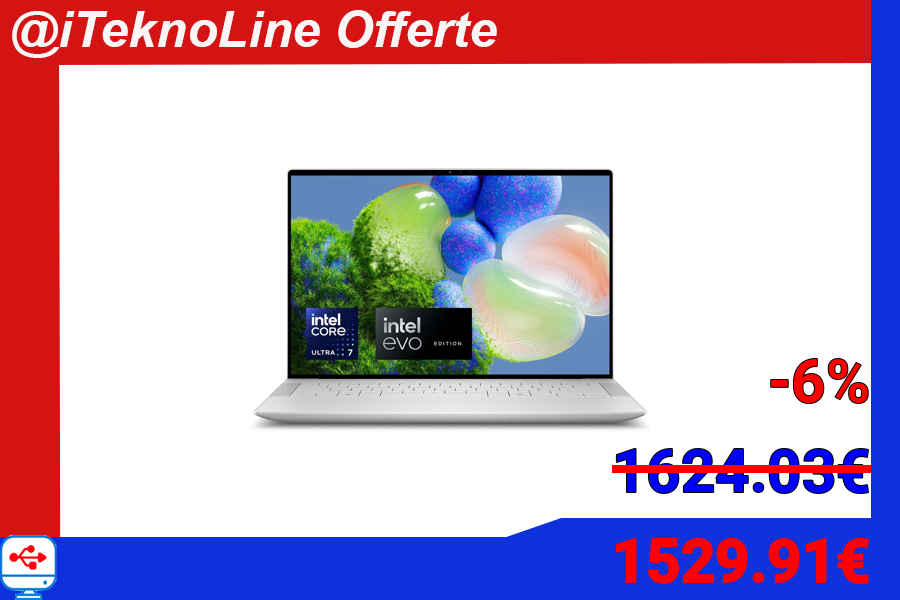 @iTeknoLine Offerte
intel
CORE
ULTRA 7
intel
evo EDITION
-6%
1624.03€
1529.91€